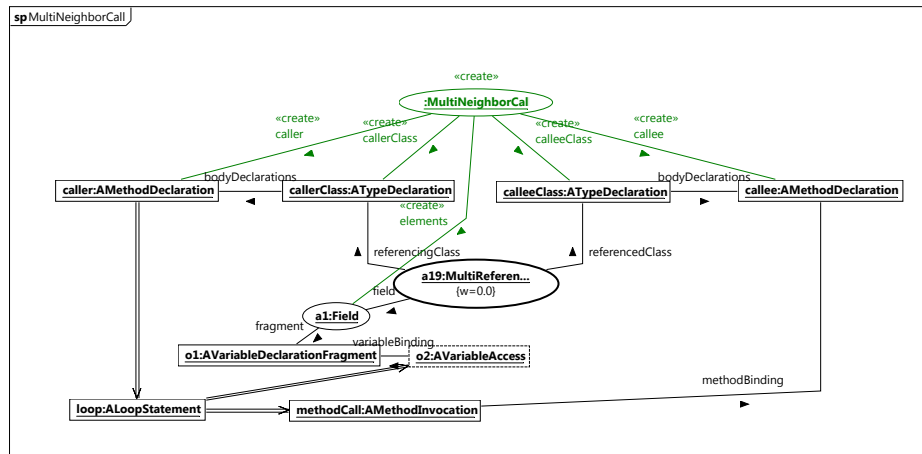 sp MultiNeighborCall
«create»
:MultiNeighborCal
«create»
caller
«create»
callerClass
«create»
calleeClass
«create»
callee
caller:AMethodDeclaration
bodyDeclarations
callerClass:ATypeDeclaration
calleeClass:ATypeDeclaration
bodyDeclarations
callee:AMethodDeclaration
«create»
elements
referencingClass
referencedClass
a19:MultiReferen...
{w=0.0}
field
a1:Field
fragment
variableBinding
o1:AVariableDeclarationFragment
o2:AVariableAccess
methodBinding
loop:ALoopStatement
methodCall:AMethodInvocation